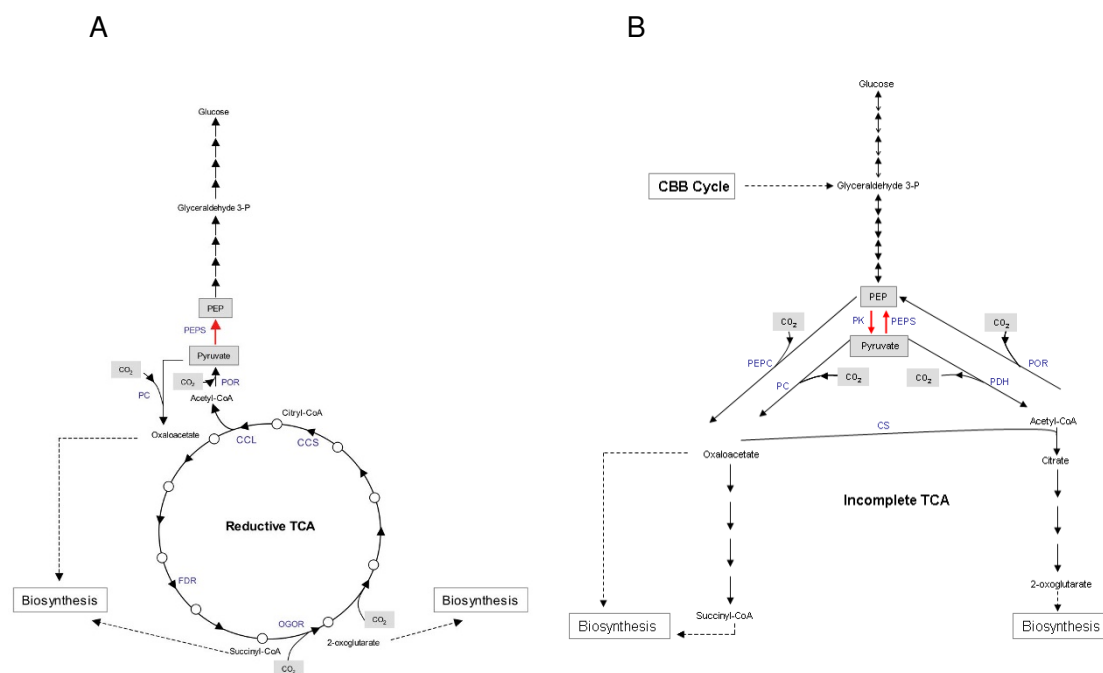 A
Glucose
Glyceraldehyde 3-P
PEP
PEPS
Pyruvate
CO2
CO2
POR
PC
Acetyl-CoA
Citryl-CoA
Oxaloacetate
CCL
CCS
Reductive TCA
FDR
Biosynthesis
Biosynthesis
OGOR
CO2
2-oxoglutarate
Succinyl-CoA
CO2
B
Glucose
CBB Cycle
Glyceraldehyde 3-P
PEP
CO2
PK
PEPS
CO2
Pyruvate
PEPC
POR
PC
CO2
CO2
PDH
Acetyl-CoA
CS
Oxaloacetate
Citrate
Incomplete TCA
2-oxoglutarate
Succinyl-CoA
Biosynthesis
Biosynthesis